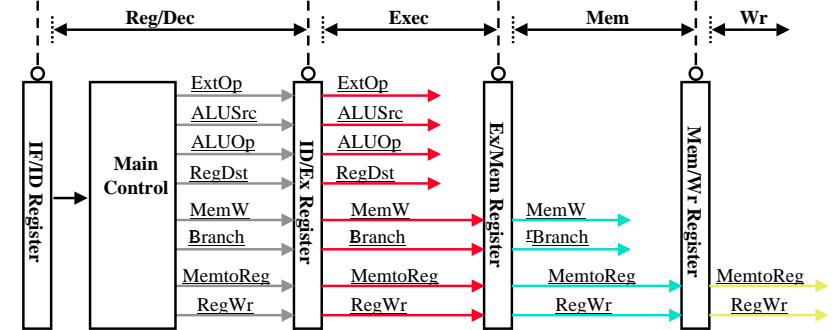 Reg/Dec Exec Mem Wr
ExtOp ExtOp
ALUSrc ALUSrc
ALUOp ALUOp
RegDst RegDst
MemW MemW MemW
Branch Branch rBranch
MemtoReg MemtoReg MemtoReg MemtoReg
RegWr RegWr RegWr RegWr
IF/ID Register
Main
Control
ID/Ex Register
Ex/Mem Register
Mem/Wr Register